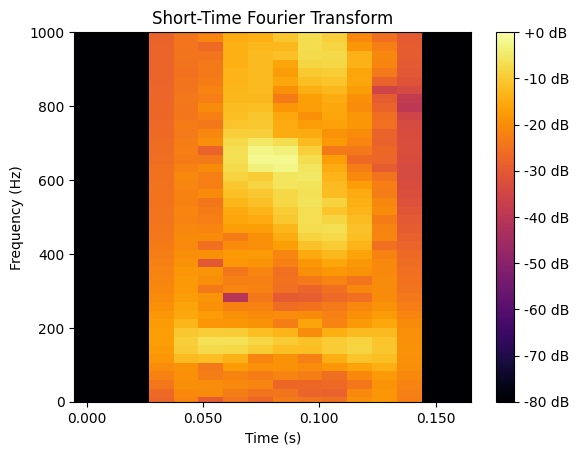 Short-Time Fourier Transform
1000
800
600
400
200
0
Frequency (Hz)
0.000
0.050
0.100
0.150
Time (s)
+0 dB
-10 dB
-20 dB
-30 dB
-40 dB
-50 dB
-60 dB
-70 dB
-80 dB